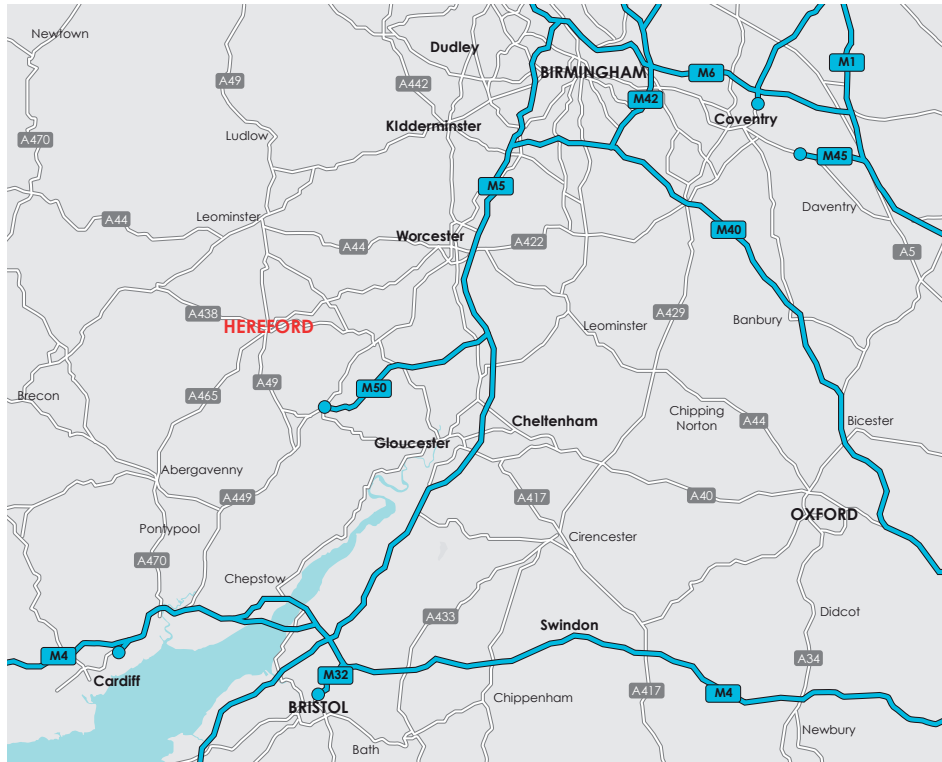 Newtown
Dudley
M1
A49
BIRMINGHAM
M6
A442
M42
Coventry
KIdderminster
Ludlow
A470
M45
M5
Daventry
Leominster
A44
M40
Worcester
A422
A44
A5
A438
HEREFORD
Leominster
A429
Banbury
A49
M50
Brecon
A465
Chipping
Norton
Cheltenham
A44
Bicester
Gloucester
Abergavenny
A449
A417
A40
OXFORD
Pontypool
Cirencester
A470
Chepstow
Didcot
A433
Swindon
M4
A34
M32
Cardiff
A417
M4
Chippenham
BRISTOL
Newbury
Bath